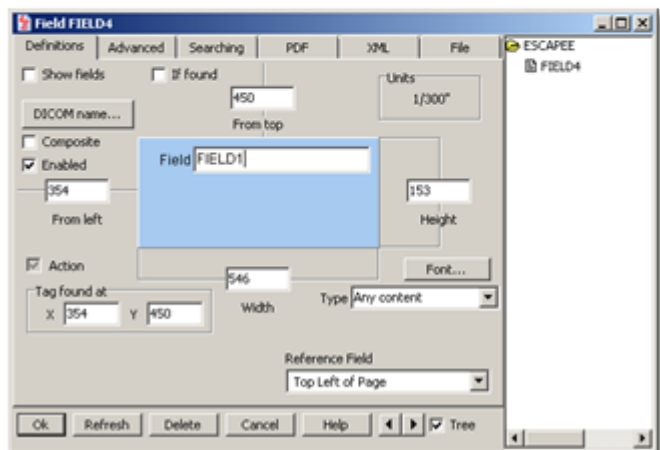 Field FIELD4
Definitions Advanced Searching PDF XML File
ESCAPEE
FIELD4
Show fields If found
Units
1/300"
450
From top
DICOM name...
Composite
Enabled
Field FIELD1
354
From left
153
Height
Action
Font...
546
Width
Tag found at
X 354 Y 450
Type Any content
Reference Field
Top Left of Page
Ok Refresh Delete Cancel Help Tree